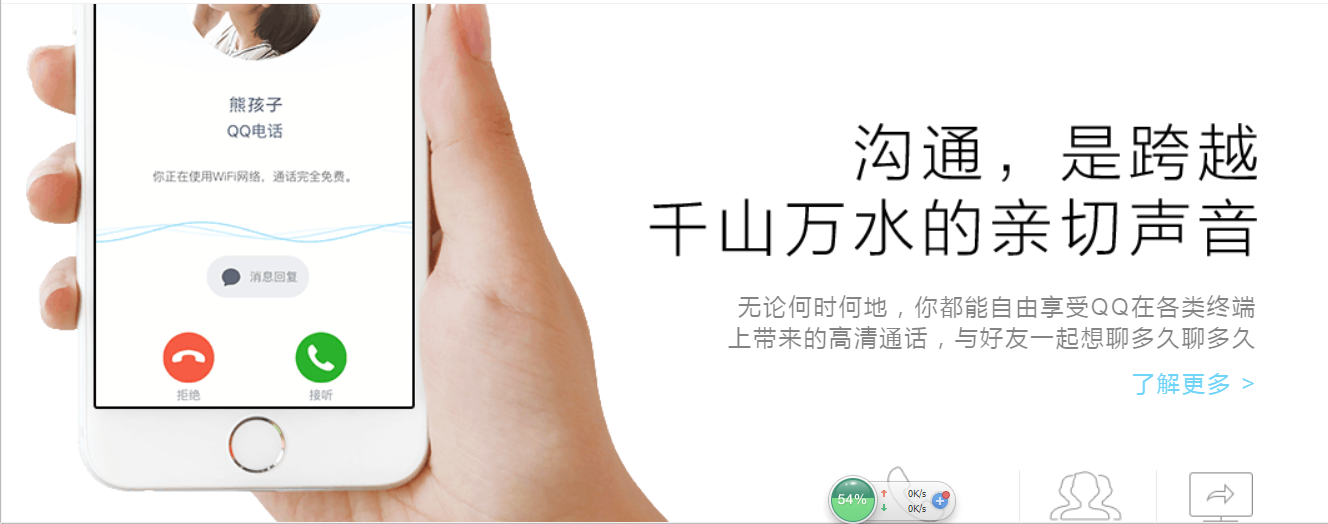 熊孩子
QQ电话
你正在使用WiFi网络，通话完全免费。
消息回复
拒绝
接听
沟通，是跨越
千山万水的亲切声音
无论何时何地，你都能自由享受QQ在各类终端
上带来的高清通话，与好友一起想聊多久聊多久
了解更多 >
54%
0K/s
0K/s